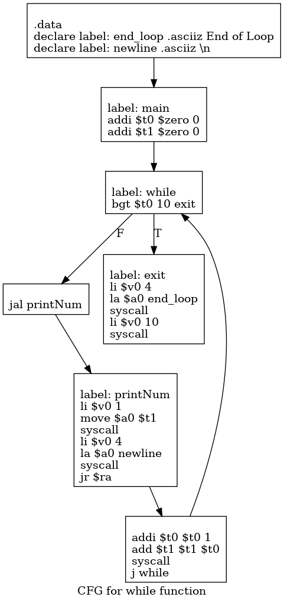 .data
declare label: end_loop .asciiz End of Loop
declare label: newline .asciiz \n
label: main
addi $t0 $zero 0
addi $t1 $zero 0
label: while
bgt $t0 10 exit
F
T
jal printNum
label: exit
li $v0 4
la $a0 end_loop
syscall
li $v0 10
syscall
label: printNum
li $v0 1
move $a0 $t1
syscall
li $v0 4
la $a0 newline
syscall
jr $ra
addi $t0 $t0 1
add $t1 $t1 $t0
syscall
j while
CFG for while function